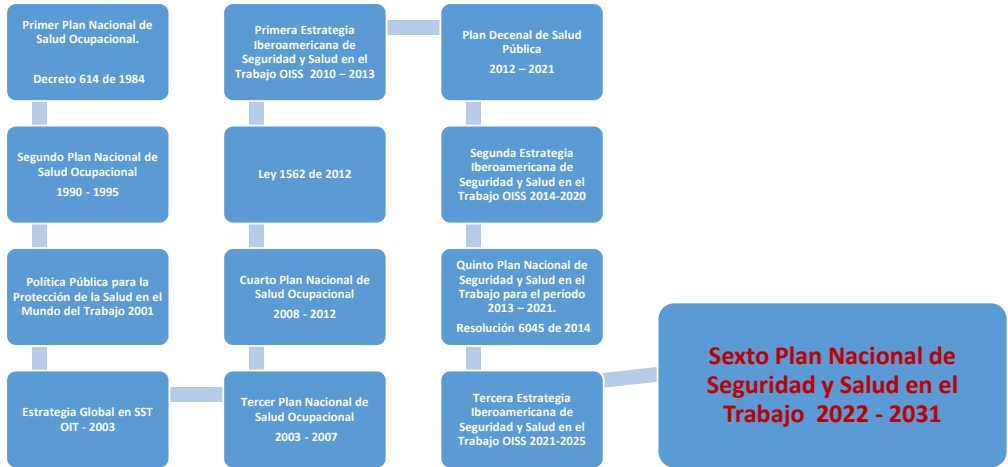 Primer Plan Nacional de
Salud Ocupacional.
Decreto 614 de 1984
Segundo Plan Nacional de
Salud Ocupacional
1990 - 1995
Política Pública para la
Protección de la Salud en el
Mundo del Trabajo 2001
Estrategia Global en SST
OIT - 2003
Tercer Plan Nacional de
Salud Ocupacional
2003 - 2007
Cuarto Plan Nacional de
Salud Ocupacional
2008 - 2012
Ley 1562 de 2012
Primera Estrategia
Iberoamericana de
Seguridad y Salud en el
Trabajo OISS 2010 – 2013
Plan Decenal de Salud
Pública
2012 – 2021
Segunda Estrategia
Iberoamericana de
Seguridad y Salud en el
Trabajo OISS 2014-2020
Quinto Plan Nacional de
Seguridad y Salud en el
Trabajo para el período
2013 – 2021.
Resolución 6045 de 2014
Tercera Estrategia
Iberoamericana de
Seguridad y Salud en el
Trabajo OISS 2021-2025
Sexto Plan Nacional de
Seguridad y Salud en el
Trabajo 2022 - 2031